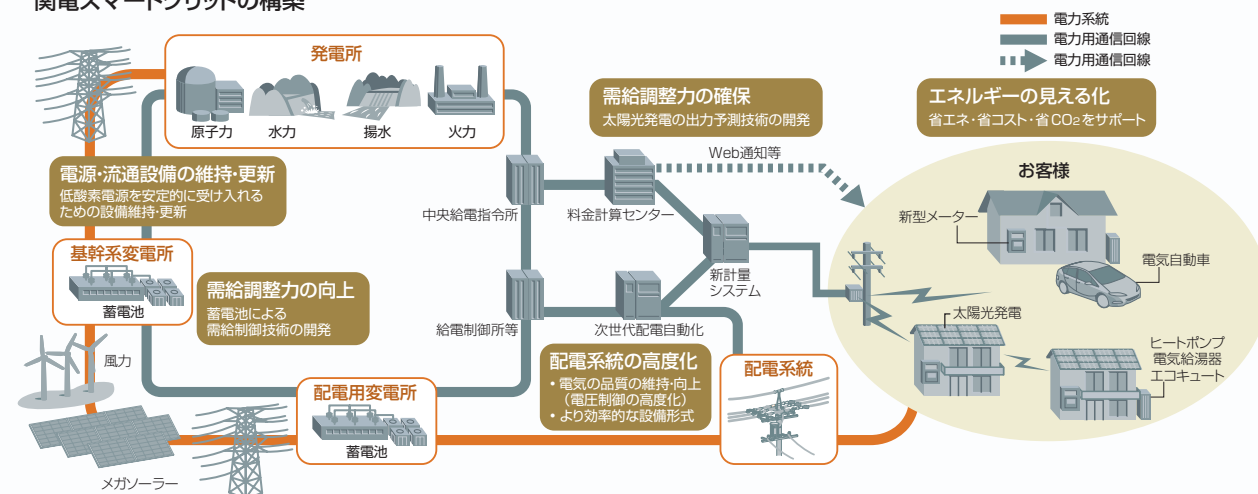 関電スマートグリッドの構築
電力系統
電力用通信回線
電力用通信回線
発電所
原子力
水力
揚水
火力
需給調整力の確保
太陽光発電の出力予測技術の開発
エネルギーの見える化
省エネ・省コスト・省CO2をサポート
Web通知等
お客様
電源・流通設備の維持・更新
低酸素電源を安定的に受け入れる
ための設備維持・更新
中央給電指令所
料金計算センター
新型メーター
基幹系変電所
蓄電池
需給調整力の向上
蓄電池による
需給制御技術の開発
新計量
システム
電気自動車
給電制御所等
次世代配電自動化
太陽光発電
風力
配電用変電所
蓄電池
配電系統の高度化
・電気の品質の維持・向上
（電圧制御の高度化）
・より効率的な設備形式
配電系統
ヒートポンプ
電気給湯器
エコキュート
メガソーラー